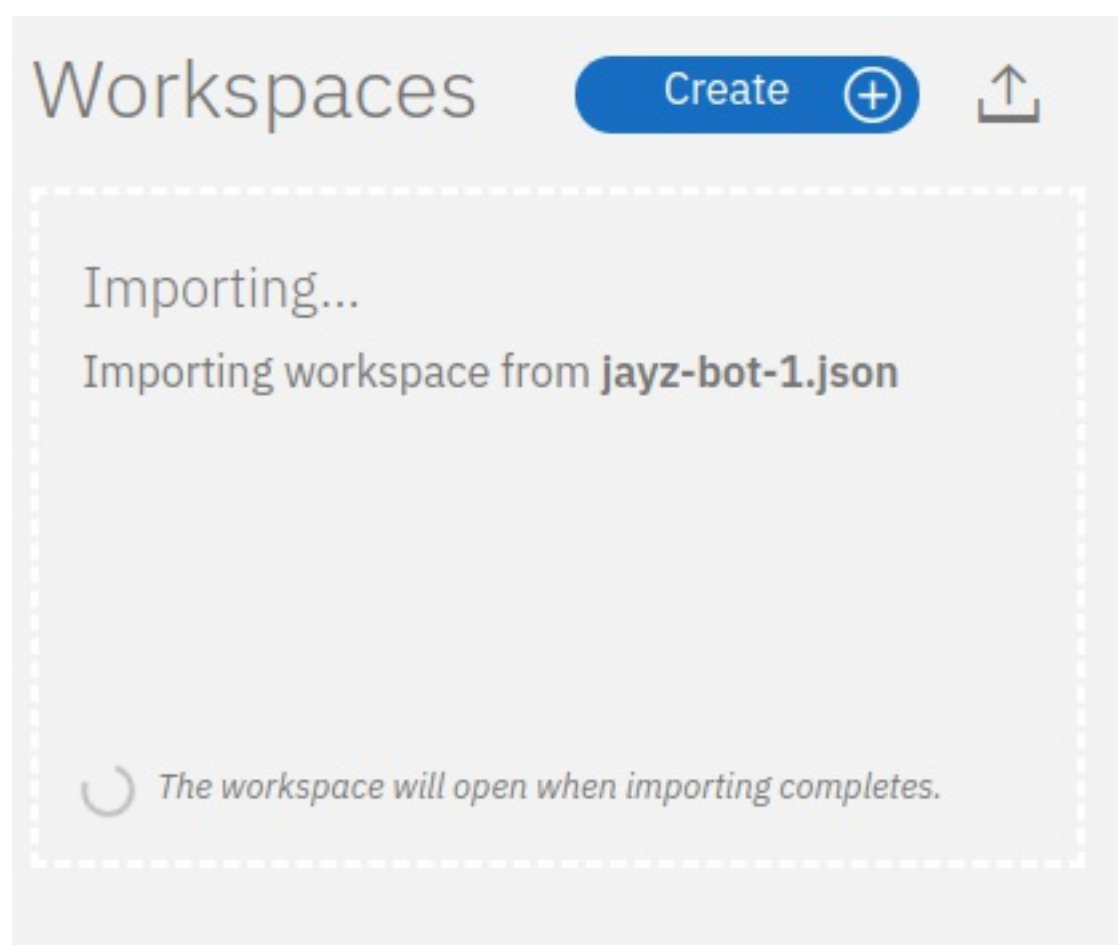 Workspaces
Create
Importing...
Importing workspace from jayz-bot-1.json
The workspace will open when importing completes.